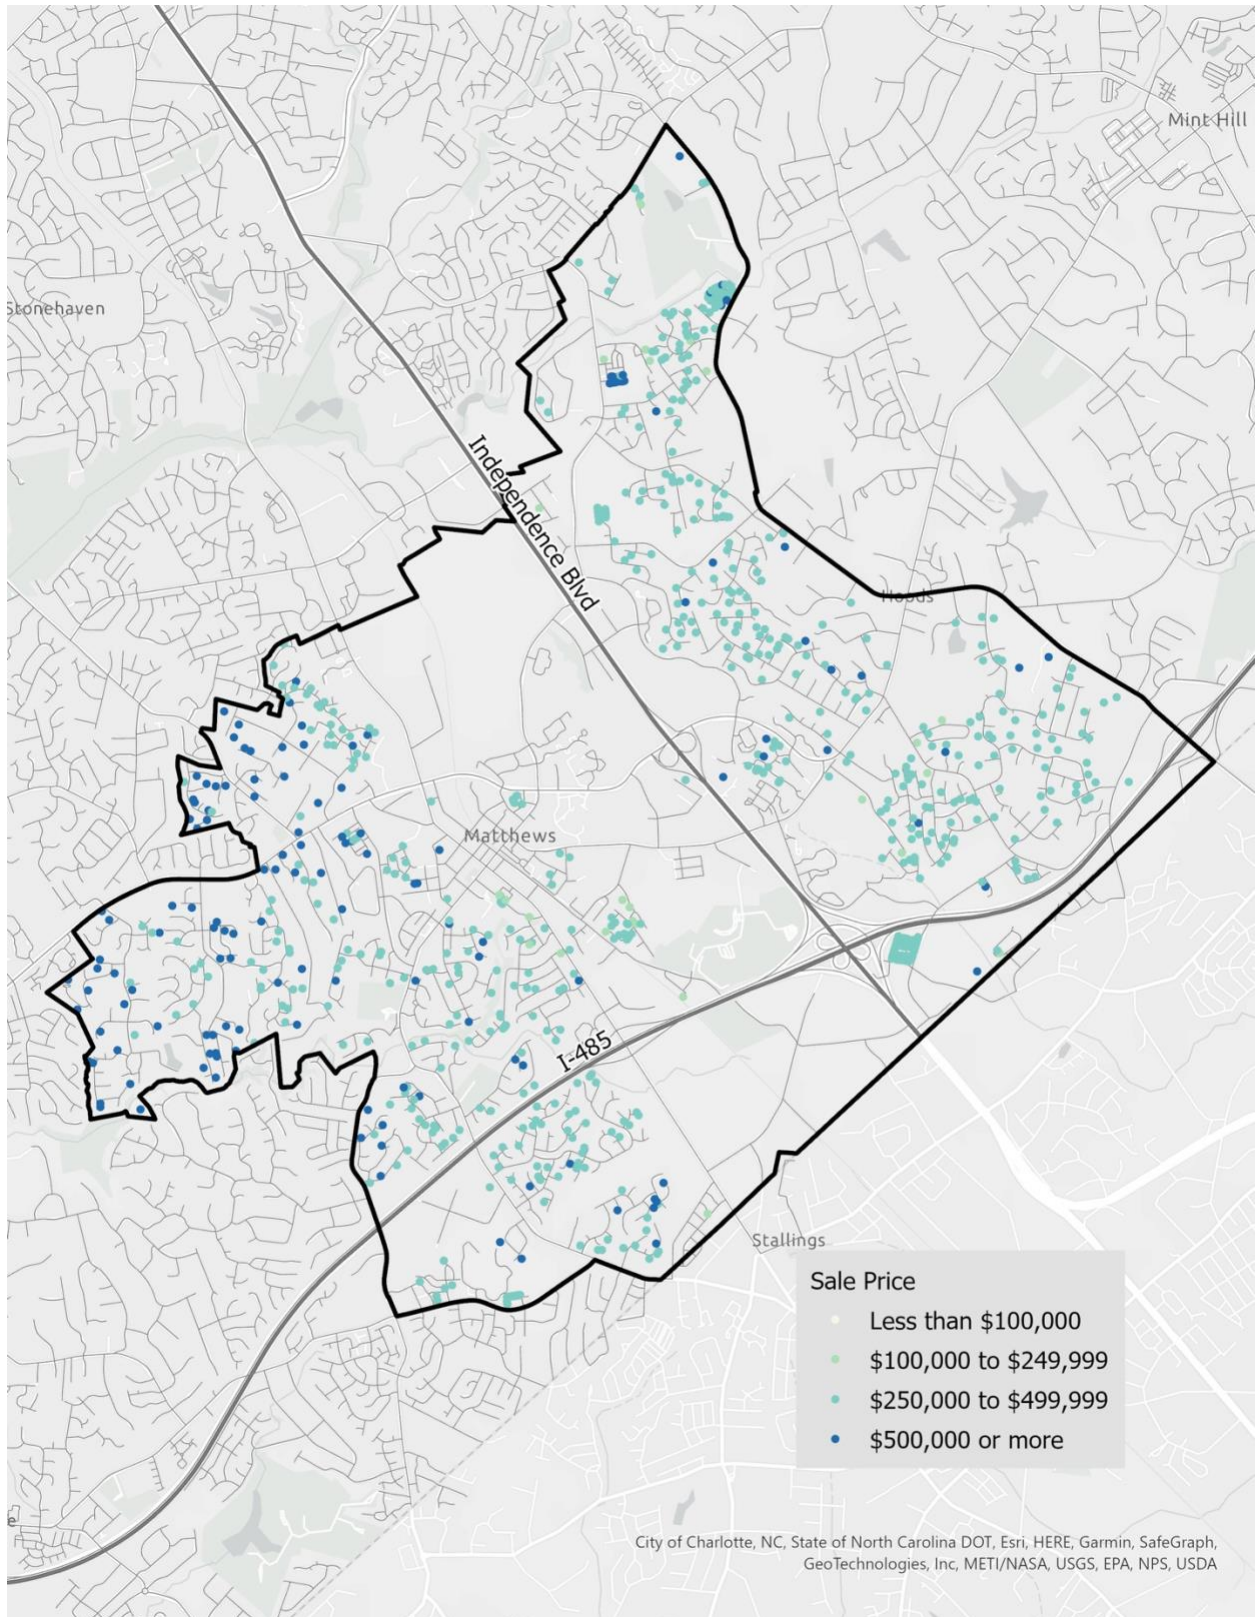 Mint Hill
Stonehaven
Independence Blvd
Hoods
Matthews
I-485
Stallings
Sale Price
Less than $100,000
$100,000 to $249,999
$250,000 to $499,999
$500,000 or more
e
City of Charlotte, NC, State of North Carolina DOT, Esri, HERE, Garmin, SafeGraph,
GeoTechnologies, Inc, METI/NASA, USGS, EPA, NPS, USDA